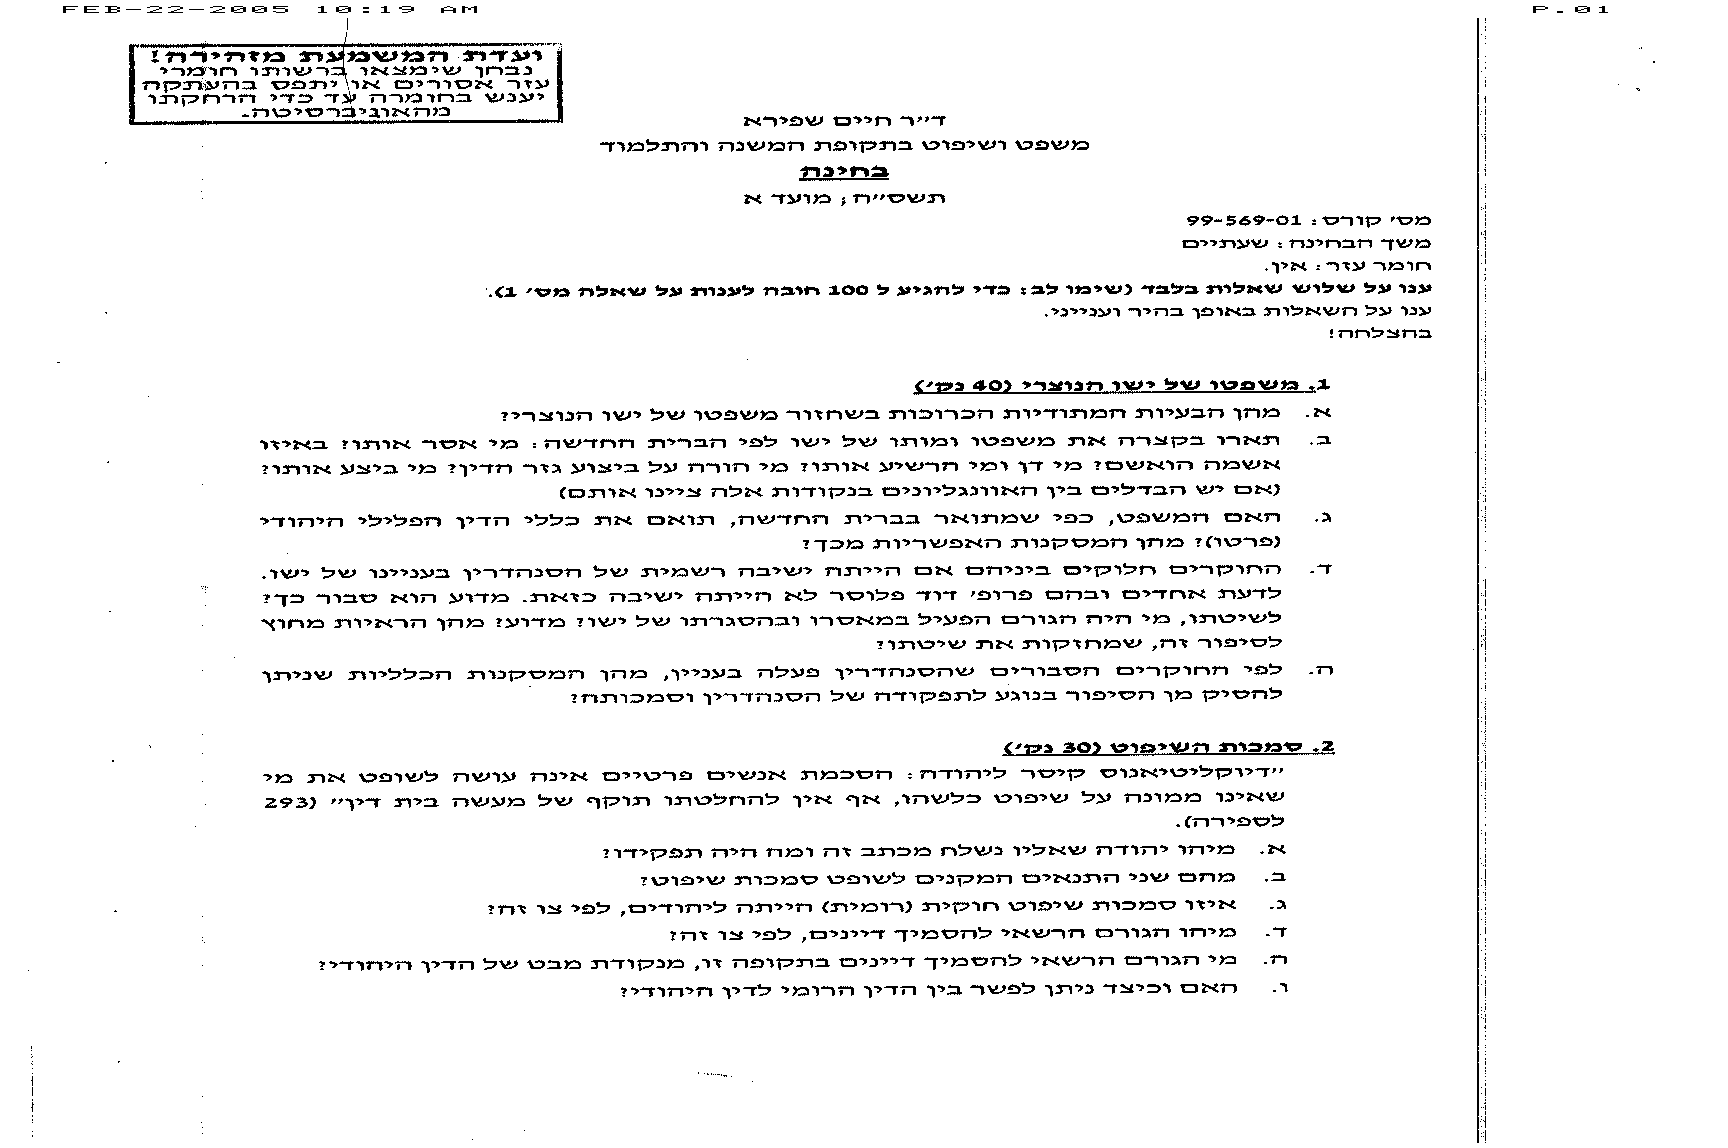 FEB-22-2005 10:19 AM P.01
ועדת המשמעת מזהירה!
נבחן שימצאו ברשותו חומרי
עזר אסורים או יתפס בהעתקה
יענש בחומרה עד כדי הרחקתו
מהאוניברסיטה.
ד״ר חיים שפירא
משפט ושיפוט בתקופת המשנה והתלמוד
בחינה
תשס״ח; מועד א
מס׳ קורס: 99-569-01
משך הבחינה: שעתיים
חומר עזר: אין.
ענו על שלוש שאלות בלבד (שימו לב: כדי להגיע ל 100 חובה לענות על שאלה מס׳ 1).
ענו על השאלות באופן בהיר וענייני.
בהצלחה!
1. משפטו של ישו הנוצרי (40 נק׳)
א. מהן הבעיות המתודיות הכרוכות בשחזור משפטו של ישו הנוצרי?
ב. תארו בקצרה את משפטו ומותו של ישו לפי הברית החדשה: מי אסר אותו? באיזו
אשמה הואשם? מי דן ומי הרשיע אותו? מי הורה על ביצוע גזר הדין? מי ביצע אותו?
(אם יש הבדלים בין האוונגליונים בנקודות אלה ציינו אותם)
ג. האם המשפט, כפי שמתואר בברית החדשה, תואם את כללי הדין הפלילי היהודי
(פרטו)? מהן המסקנות האפשריות מכך?
ד. החוקרים חלוקים ביניהם אם הייתה ישיבה רשמית של הסנהדרין בעניינו של ישו.
לדעת אחדים ובהם פרופ׳ דוד פלוסר לא הייתה ישיבה כזאת. מדוע הוא סבור כך?
לשיטתו, מי היה הגורם הפעיל במאסרו ובהסגרתו של ישו? מדוע? מהן הראיות מחוץ
לסיפור זה, שמחזקות את שיטתו?
ה. לפי החוקרים הסבורים שהסנהדרין פעלה בעניין, מהן המסקנות הכלליות שניתן
להסיק מן הסיפור בנוגע לתפקודה של הסנהדרין וסמכותה?
2. סמכות השיפוט (30 נק׳)
״דיוקליטיאנוס קיסר ליהודה: הסכמת אנשים פרטיים אינה עושה לשופט את מי
שאינו ממונה על שיפוט כלשהו, אף אין להחלטתו תוקף של מעשה בית דין״ (293
לספירה).
א. מיהו יהודה שאליו נשלח מכתב זה ומה היה תפקידו?
ב. מהם שני התנאים המקנים לשופט סמכות שיפוט?
ג. איזו סמכות שיפוט חוקית (רומית) הייתה ליהודים, לפי צו זה?
ד. מיהו הגורם הרשאי להסמיך דיינים, לפי צו זה?
ה. מי הגורם הרשאי להסמיך דיינים בתקופה זו, מנקודת מבט של הדין היהודי?
ו. האם וכיצד ניתן לפשר בין הדין הרומי לדין היהודי?